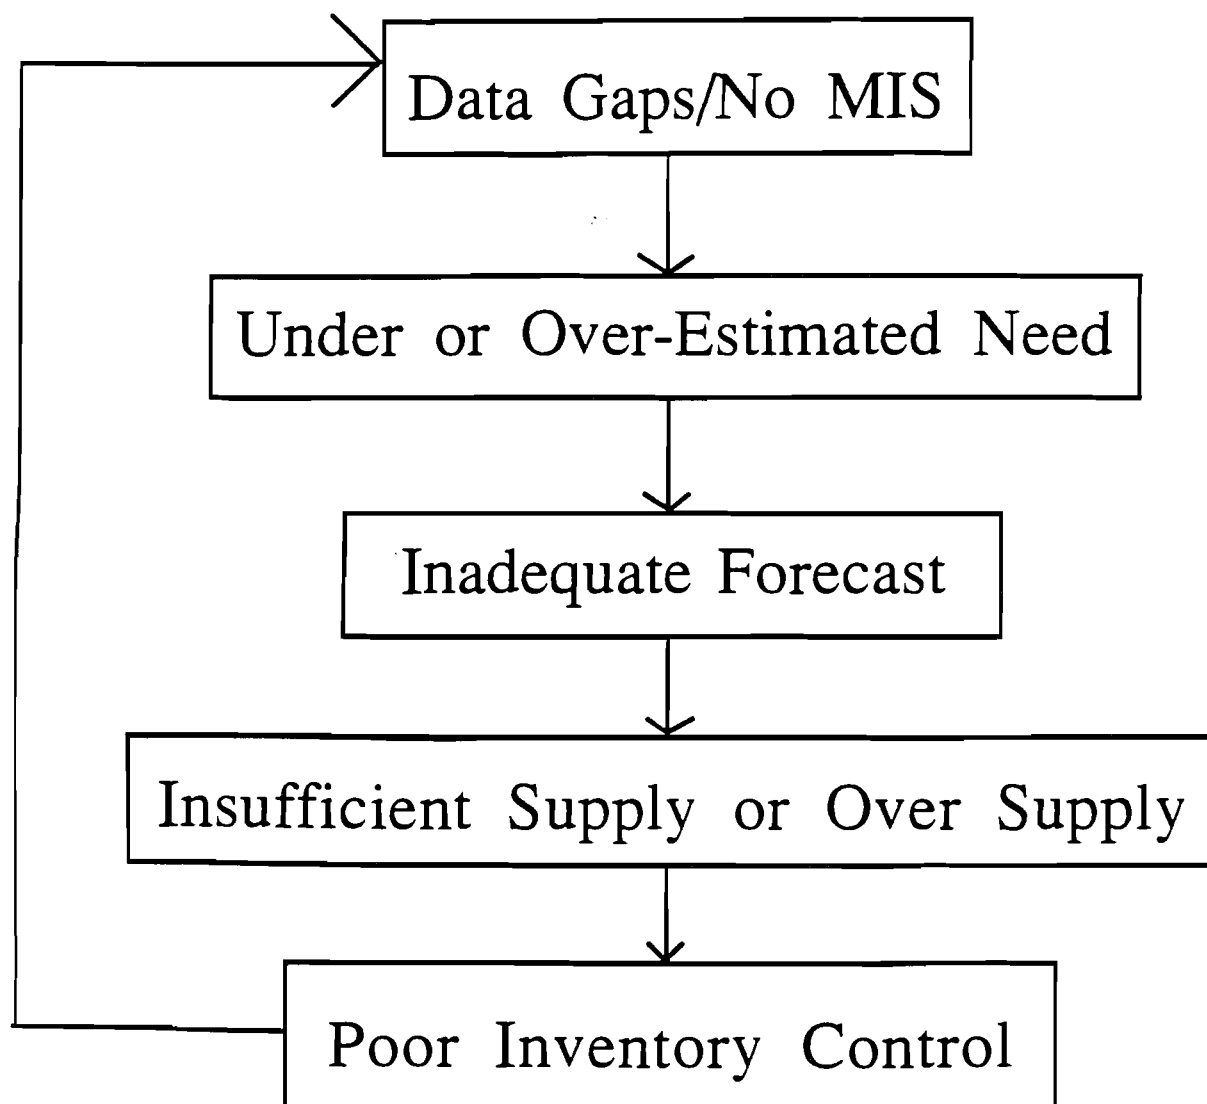 Data Gaps/No MIS
Under or Over-Estimated Need
Inadequate Forecast
Insufficient Supply or Over Supply
Poor Inventory Control